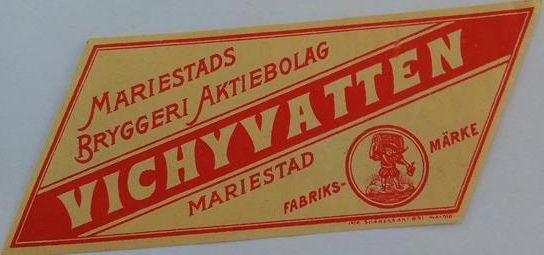 MARIESTADS
BRYGGERI AKTIEBOLAG
VICHYVATTEN
MARIESTAD
FABRIKS- MÄRKE